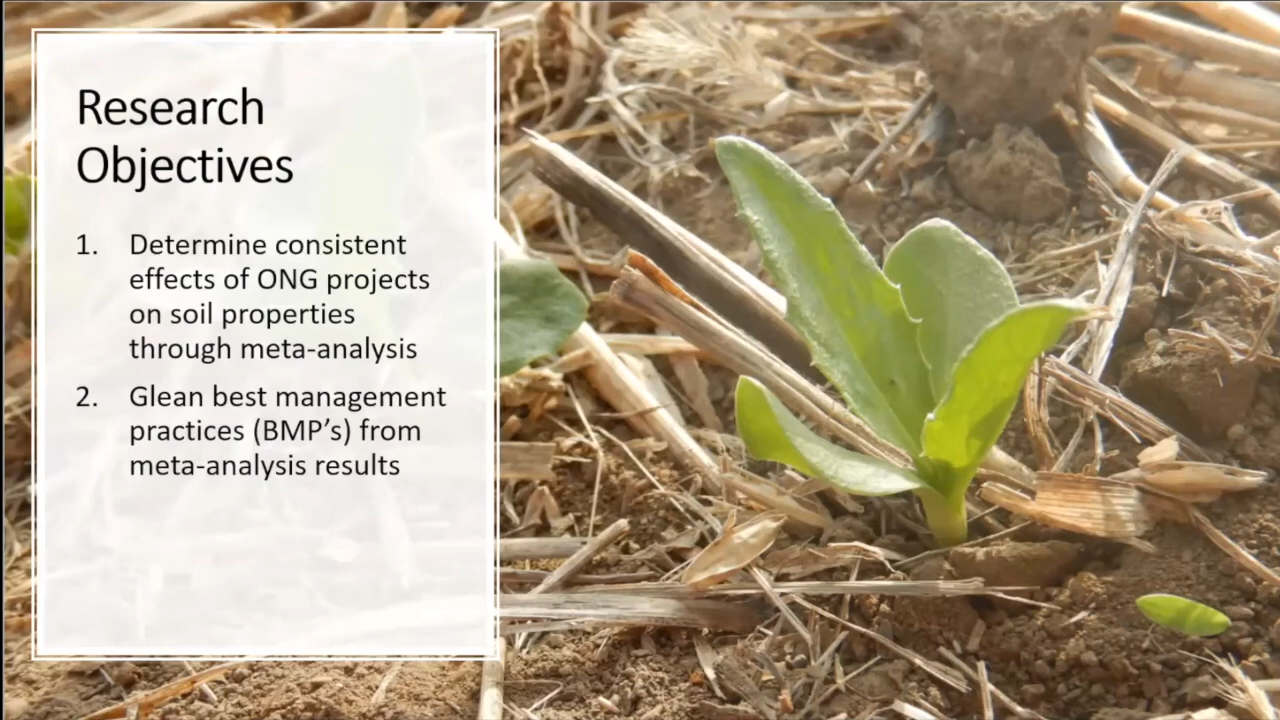 Research
Objectives
1. Determine consistent
effects of ONG projects
on soil properties
through meta-analysis
2. Glean best management
practices (BMP’s) from
meta-analysis results